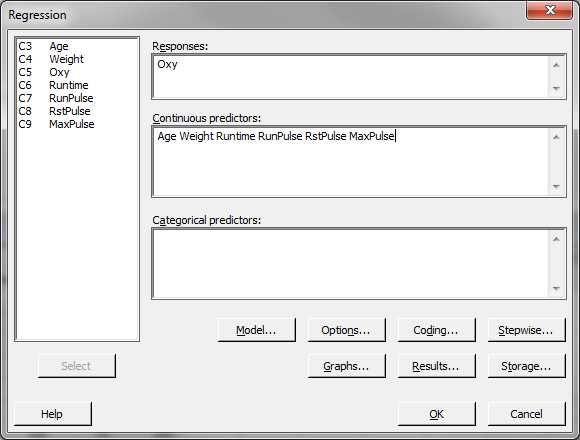 Regression
C3 Age
C4 Weight
C5 Oxy
C6 Runtime
C7 RunPulse
C8 RstPulse
C9 MaxPulse
Responses:
Oxy
Continuous predictors:
Age Weight Runtime RunPulse RstPulse MaxPulse
Categorical predictors:
Model... Options... Coding... Stepwise...
Select Graphs... Results... Storage...
Help OK Cancel